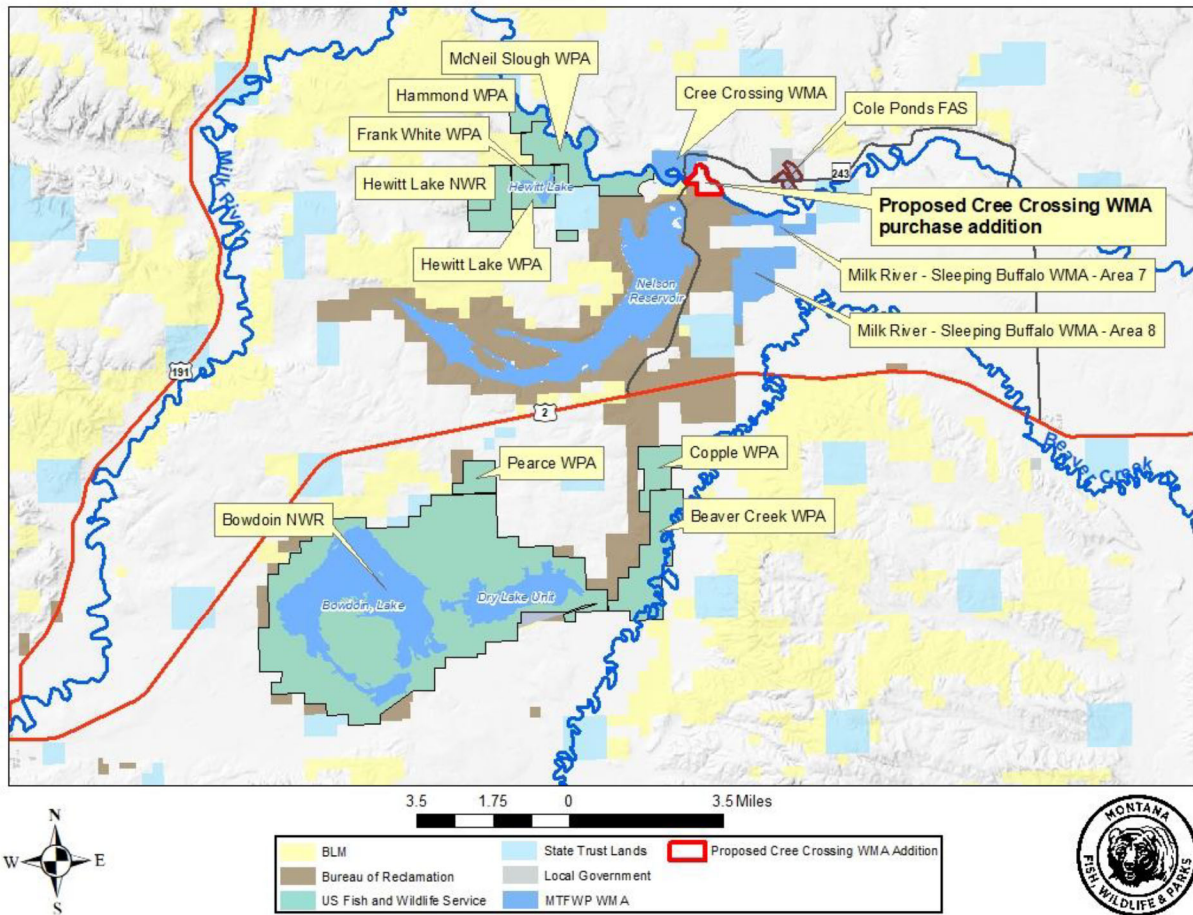 McNeil Slough WPA
Hammond WPA
Cree Crossing WMA
Cole Ponds FAS
Frank White WPA
Hewitt Lake NWR
Hewitt Lake
243
Milk River
Proposed Cree Crossing WMA
purchase addition
Hewitt Lake WPA
Milk River - Sleeping Buffalo WMA - Area 7
Nelson
Reservoir
Milk River - Sleeping Buffalo WMA - Area 8
191
2
Beaver Creek
Pearce WPA
Copple WPA
Bowdoin NWR
Beaver Creek WPA
Bowdoin, Lake
Dry Lake Unit
3.5 1.75 0 3.5 Miles
N
W E
S
BLM
State Trust Lands
Proposed Cree Crossing WMA Addition
Bureau of Reclamation
Local Government
US Fish and Wildlife Service
MTFWP WMA
MONTANA
FISH, WILDLIFE & PARKS